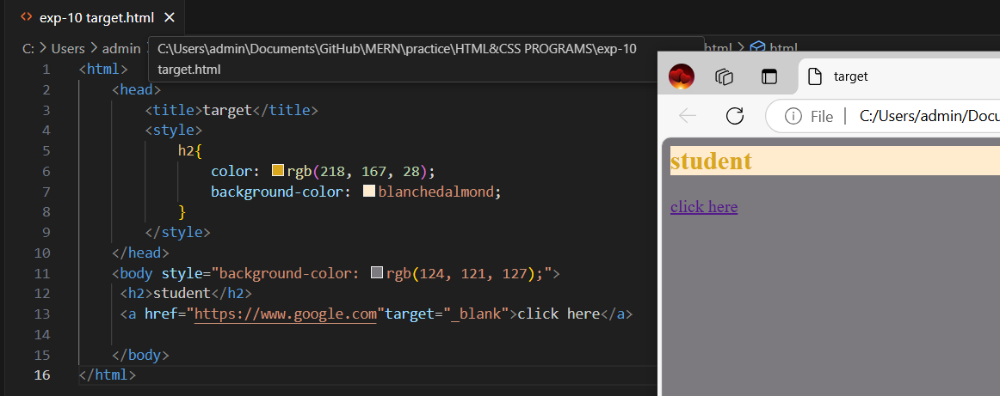 exp-10 target.html
C: > Users > admin
C:\Users\admin\Documents\GitHub\MERN\practice\HTML&CSS PROGRAMS\exp-10
target.html
html > html
1 <html>
2 <head>
3 <title>target</title>
4 <style>
5 h2{
6 color: rgb(218, 167, 28);
7 background-color: blanchedalmond;
8 }
9 </style>
10 </head>
11 <body style="background-color: rgb(124, 121, 127);">
12 <h2>student</h2>
13 <a href="https://www.google.com"target="_blank">click here</a>
14
15 </body>
16 </html>
target
File | C:/Users/admin/Docu
student
click here